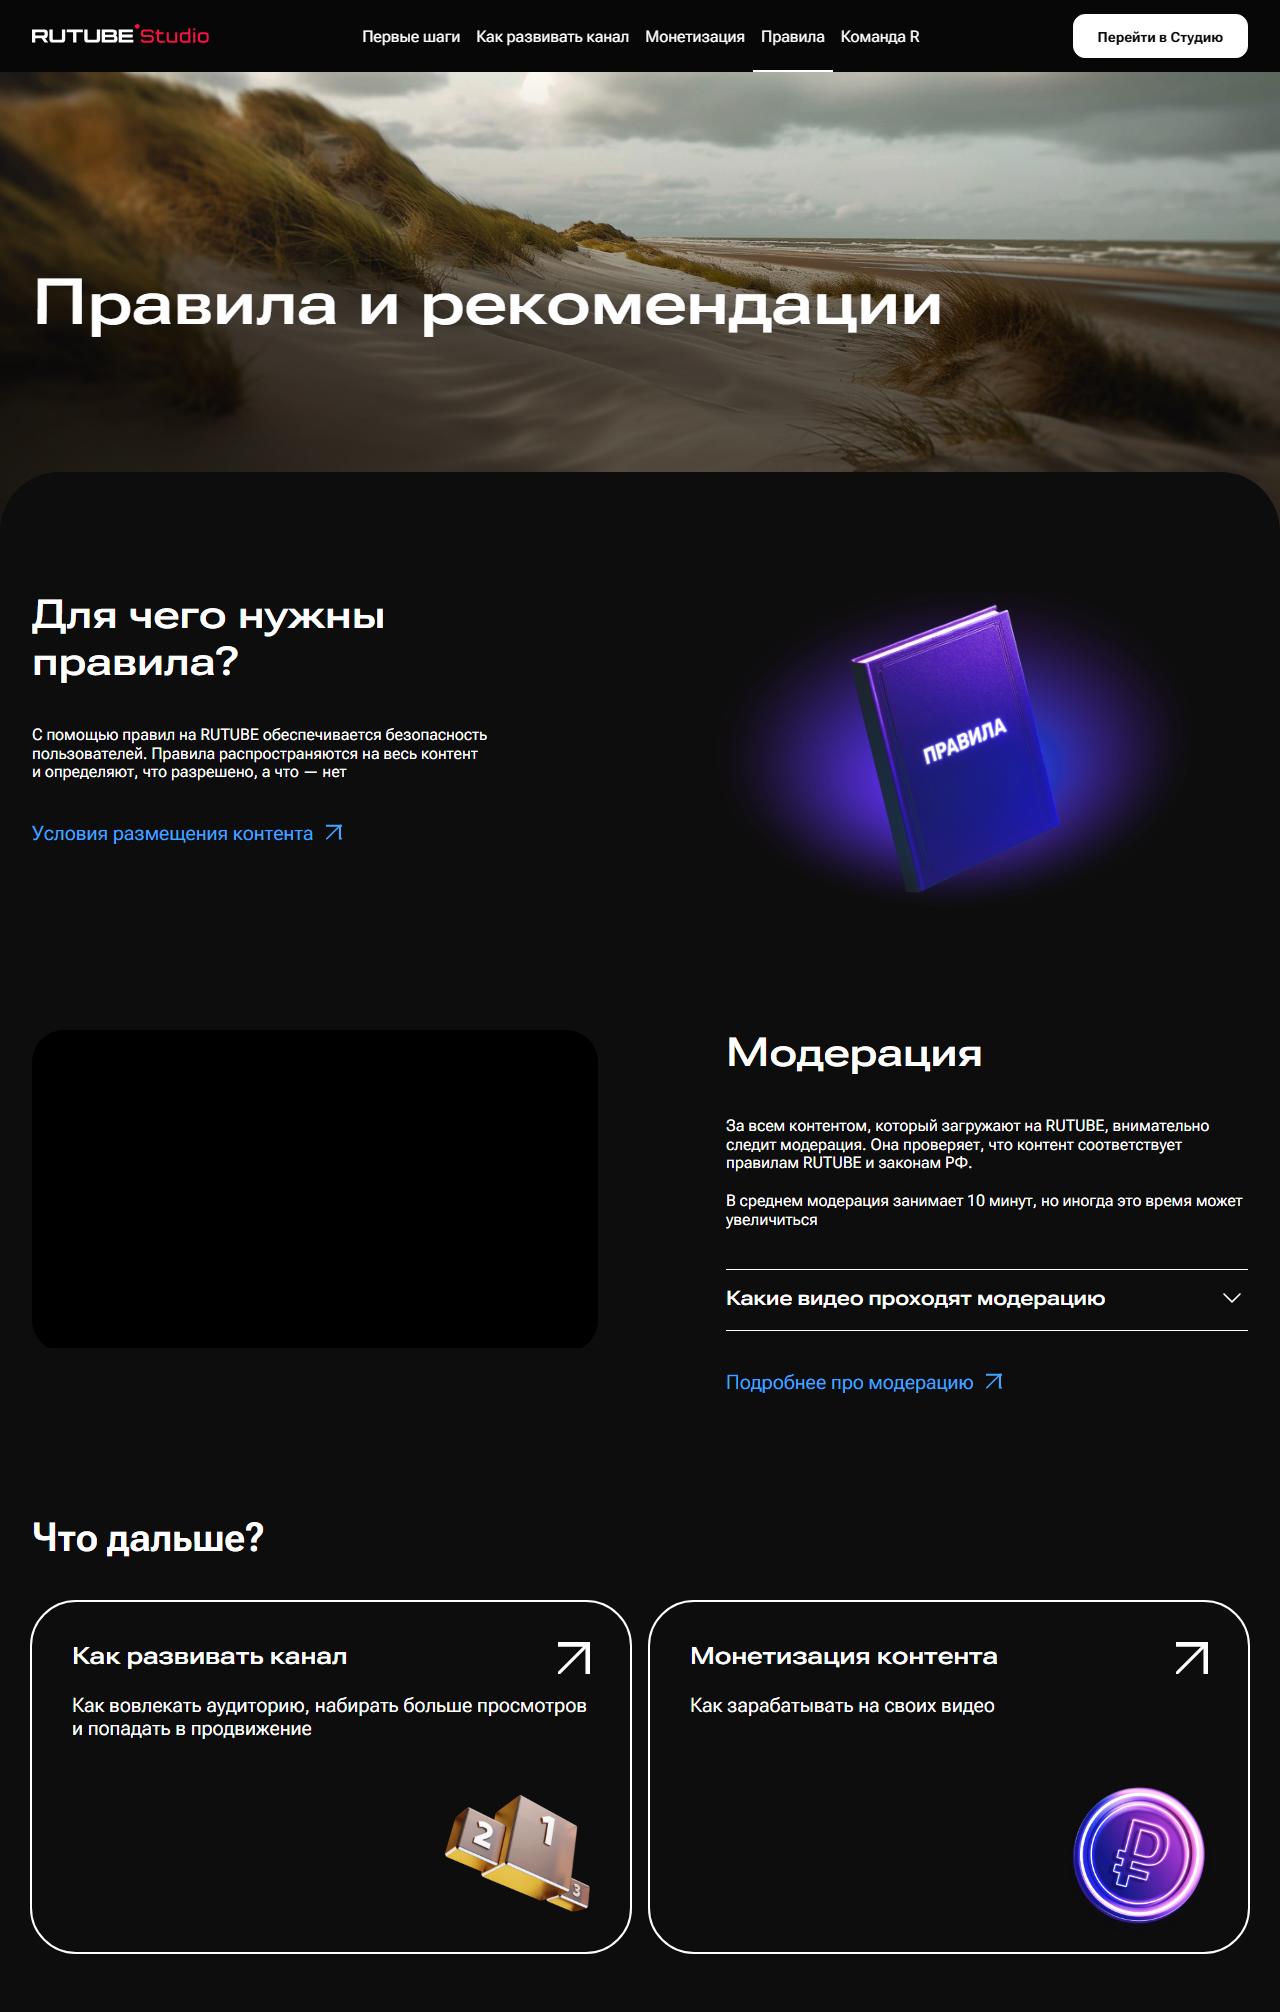 RUTUBE Studio
Первые шаги
Как развивать канал
Монетизация
Правила
Команда R
Перейти в Студию
Правила и рекомендации
Для чего нужны
правила?
С помощью правил на RUTUBE обеспечивается безопасность
пользователей. Правила распространяются на весь контент
и определяют, что разрешено, а что — нет
Условия размещения контента
ПРАВИЛА
Модерация
За всем контентом, который загружают на RUTUBE, внимательно
следит модерация. Она проверяет, что контент соответствует
правилам RUTUBE и законам РФ.
В среднем модерация занимает 10 минут, но иногда это время может
увеличиться
Какие видео проходят модерацию
Подробнее про модерацию
Что дальше?
Как развивать канал
Как вовлекать аудиторию, набирать больше просмотров
и попадать в продвижение
2
1
3
Монетизация контента
Как зарабатывать на своих видео
₽